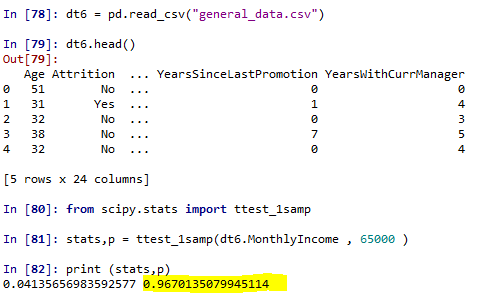 In [78]: dt6 = pd.read_csv("general_data.csv")
In [79]: dt6.head()
Out[79]:
   Age Attrition  ... YearsSinceLastPromotion YearsWithCurrManager
0   51        No  ...                       0                    0
1   31       Yes  ...                       1                    4
2   32        No  ...                       0                    3
3   38        No  ...                       7                    5
4   32        No  ...                       0                    4
[5 rows x 24 columns]
In [80]: from scipy.stats import ttest_1samp
In [81]: stats,p = ttest_1samp(dt6.MonthlyIncome , 65000 )
In [82]: print (stats,p)
0.04135656983592577 0.9670135079945114